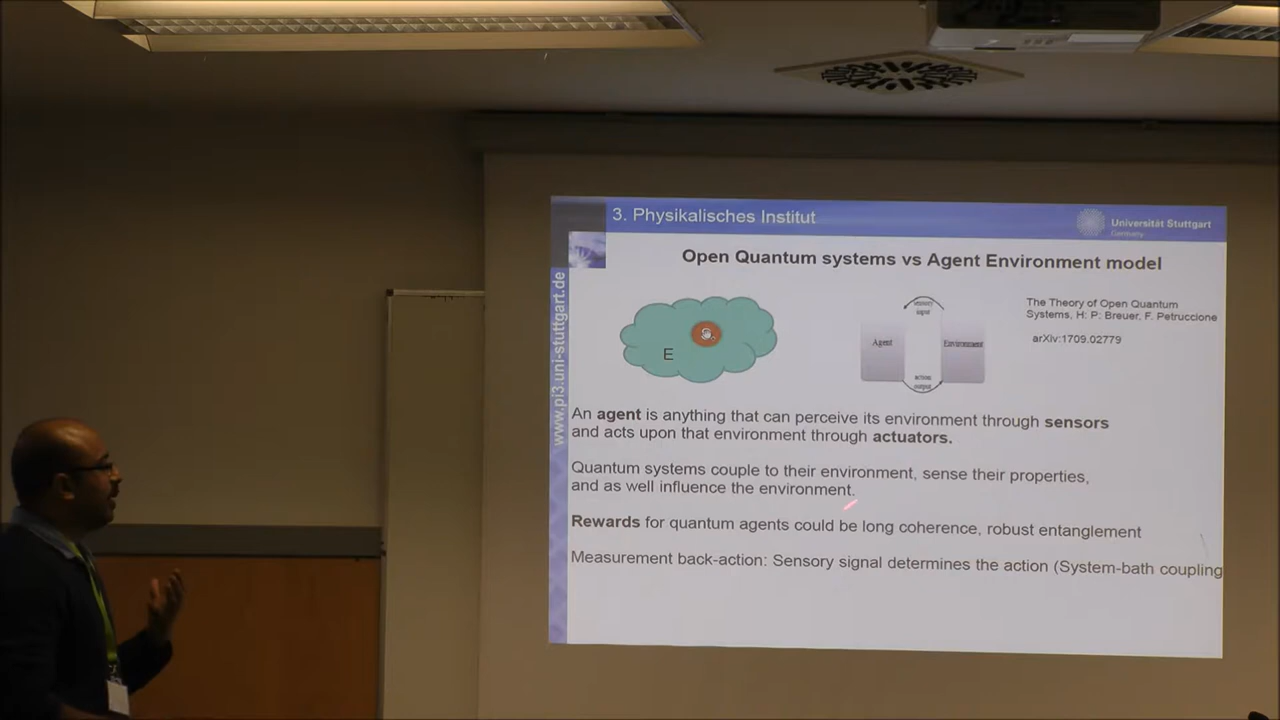 3. Physikalisches Institut
Universität Stuttgart
Germany
Open Quantum systems vs Agent Environment model
www.pi3.uni-stuttgart.de
E
S
sensory
input
Agent
Environment
action
output
The Theory of Open Quantum
Systems, H: P: Breuer, F. Petruccione
arXiv:1709.02779
An agent is anything that can perceive its environment through sensors
and acts upon that environment through actuators.
Quantum systems couple to their environment, sense their properties,
and as well influence the environment.
Rewards for quantum agents could be long coherence, robust entanglement
Measurement back-action: Sensory signal determines the action (System-bath coupling